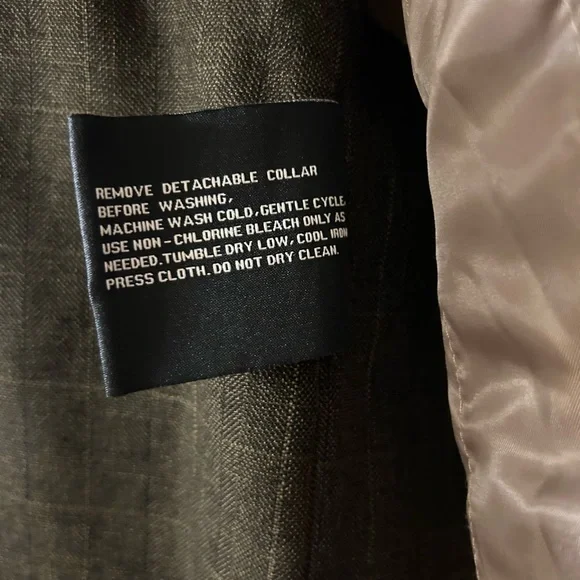 REMOVE DETACHABLE COLLAR
BEFORE WASHING,
MACHINE WASH COLD,GENTLE CYCLE.
USE NON-CHLORINE BLEACH ONLY AS
NEEDED.TUMBLE DRY LOW, COOL IRON
PRESS CLOTH. DO NOT DRY CLEAN.